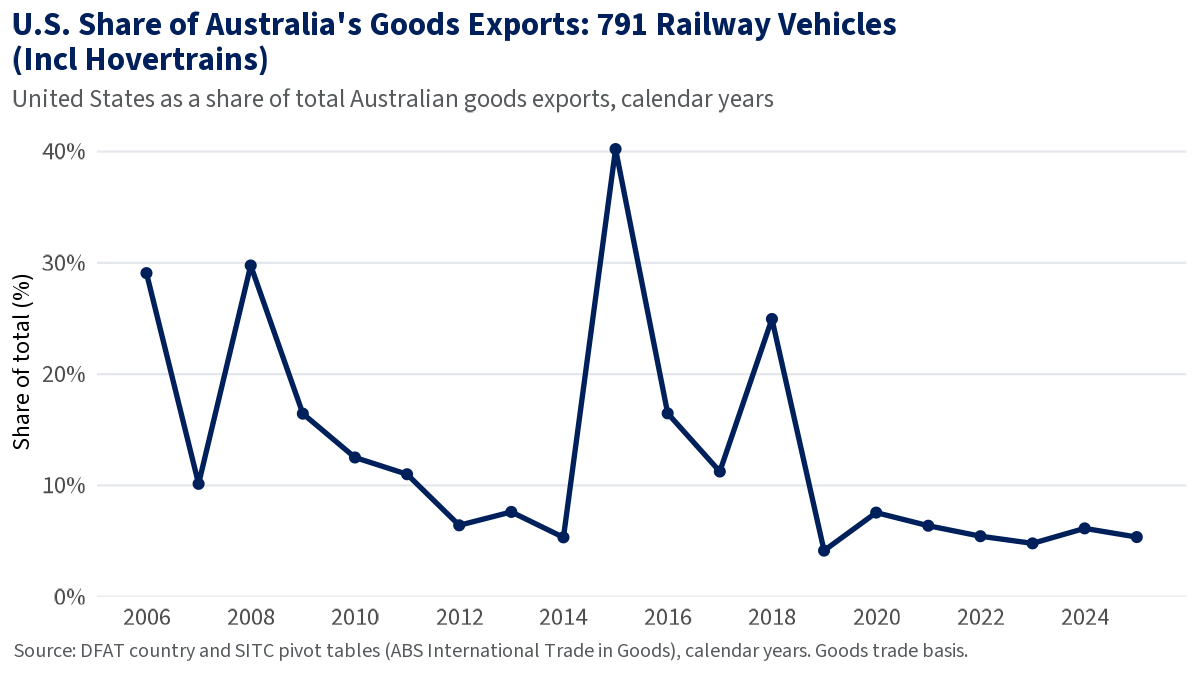 U.S. Share of Australia's Goods Exports: 791 Railway Vehicles
(Incl Hovertrains)
United States as a share of total Australian goods exports, calendar years
Share of total (%)
40%
30%
20%
10%
0%
2006 2008 2010 2012 2014 2016 2018 2020 2022 2024
Source: DFAT country and SITC pivot tables (ABS International Trade in Goods), calendar years. Goods trade basis.